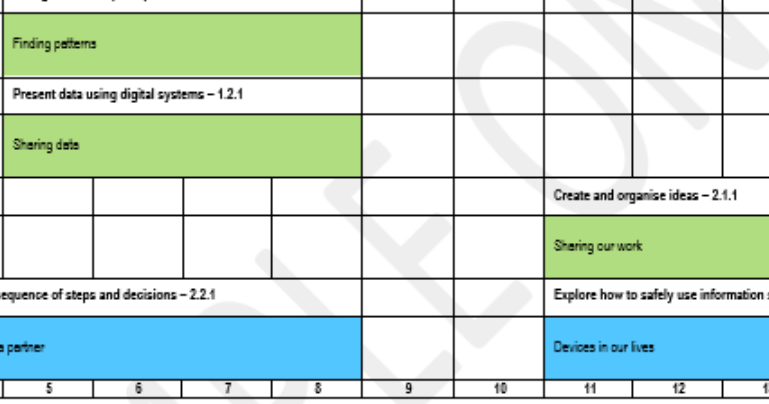 Finding patterns
Present data using digital systems – 1.2.1
Sharing data
Create and organise ideas – 2.1.1
Sharing our work
sequence of steps and decisions – 2.2.1
Explore how to safely use information
a partner
Devices in our lives
5 6 7 8 9 10 11 12